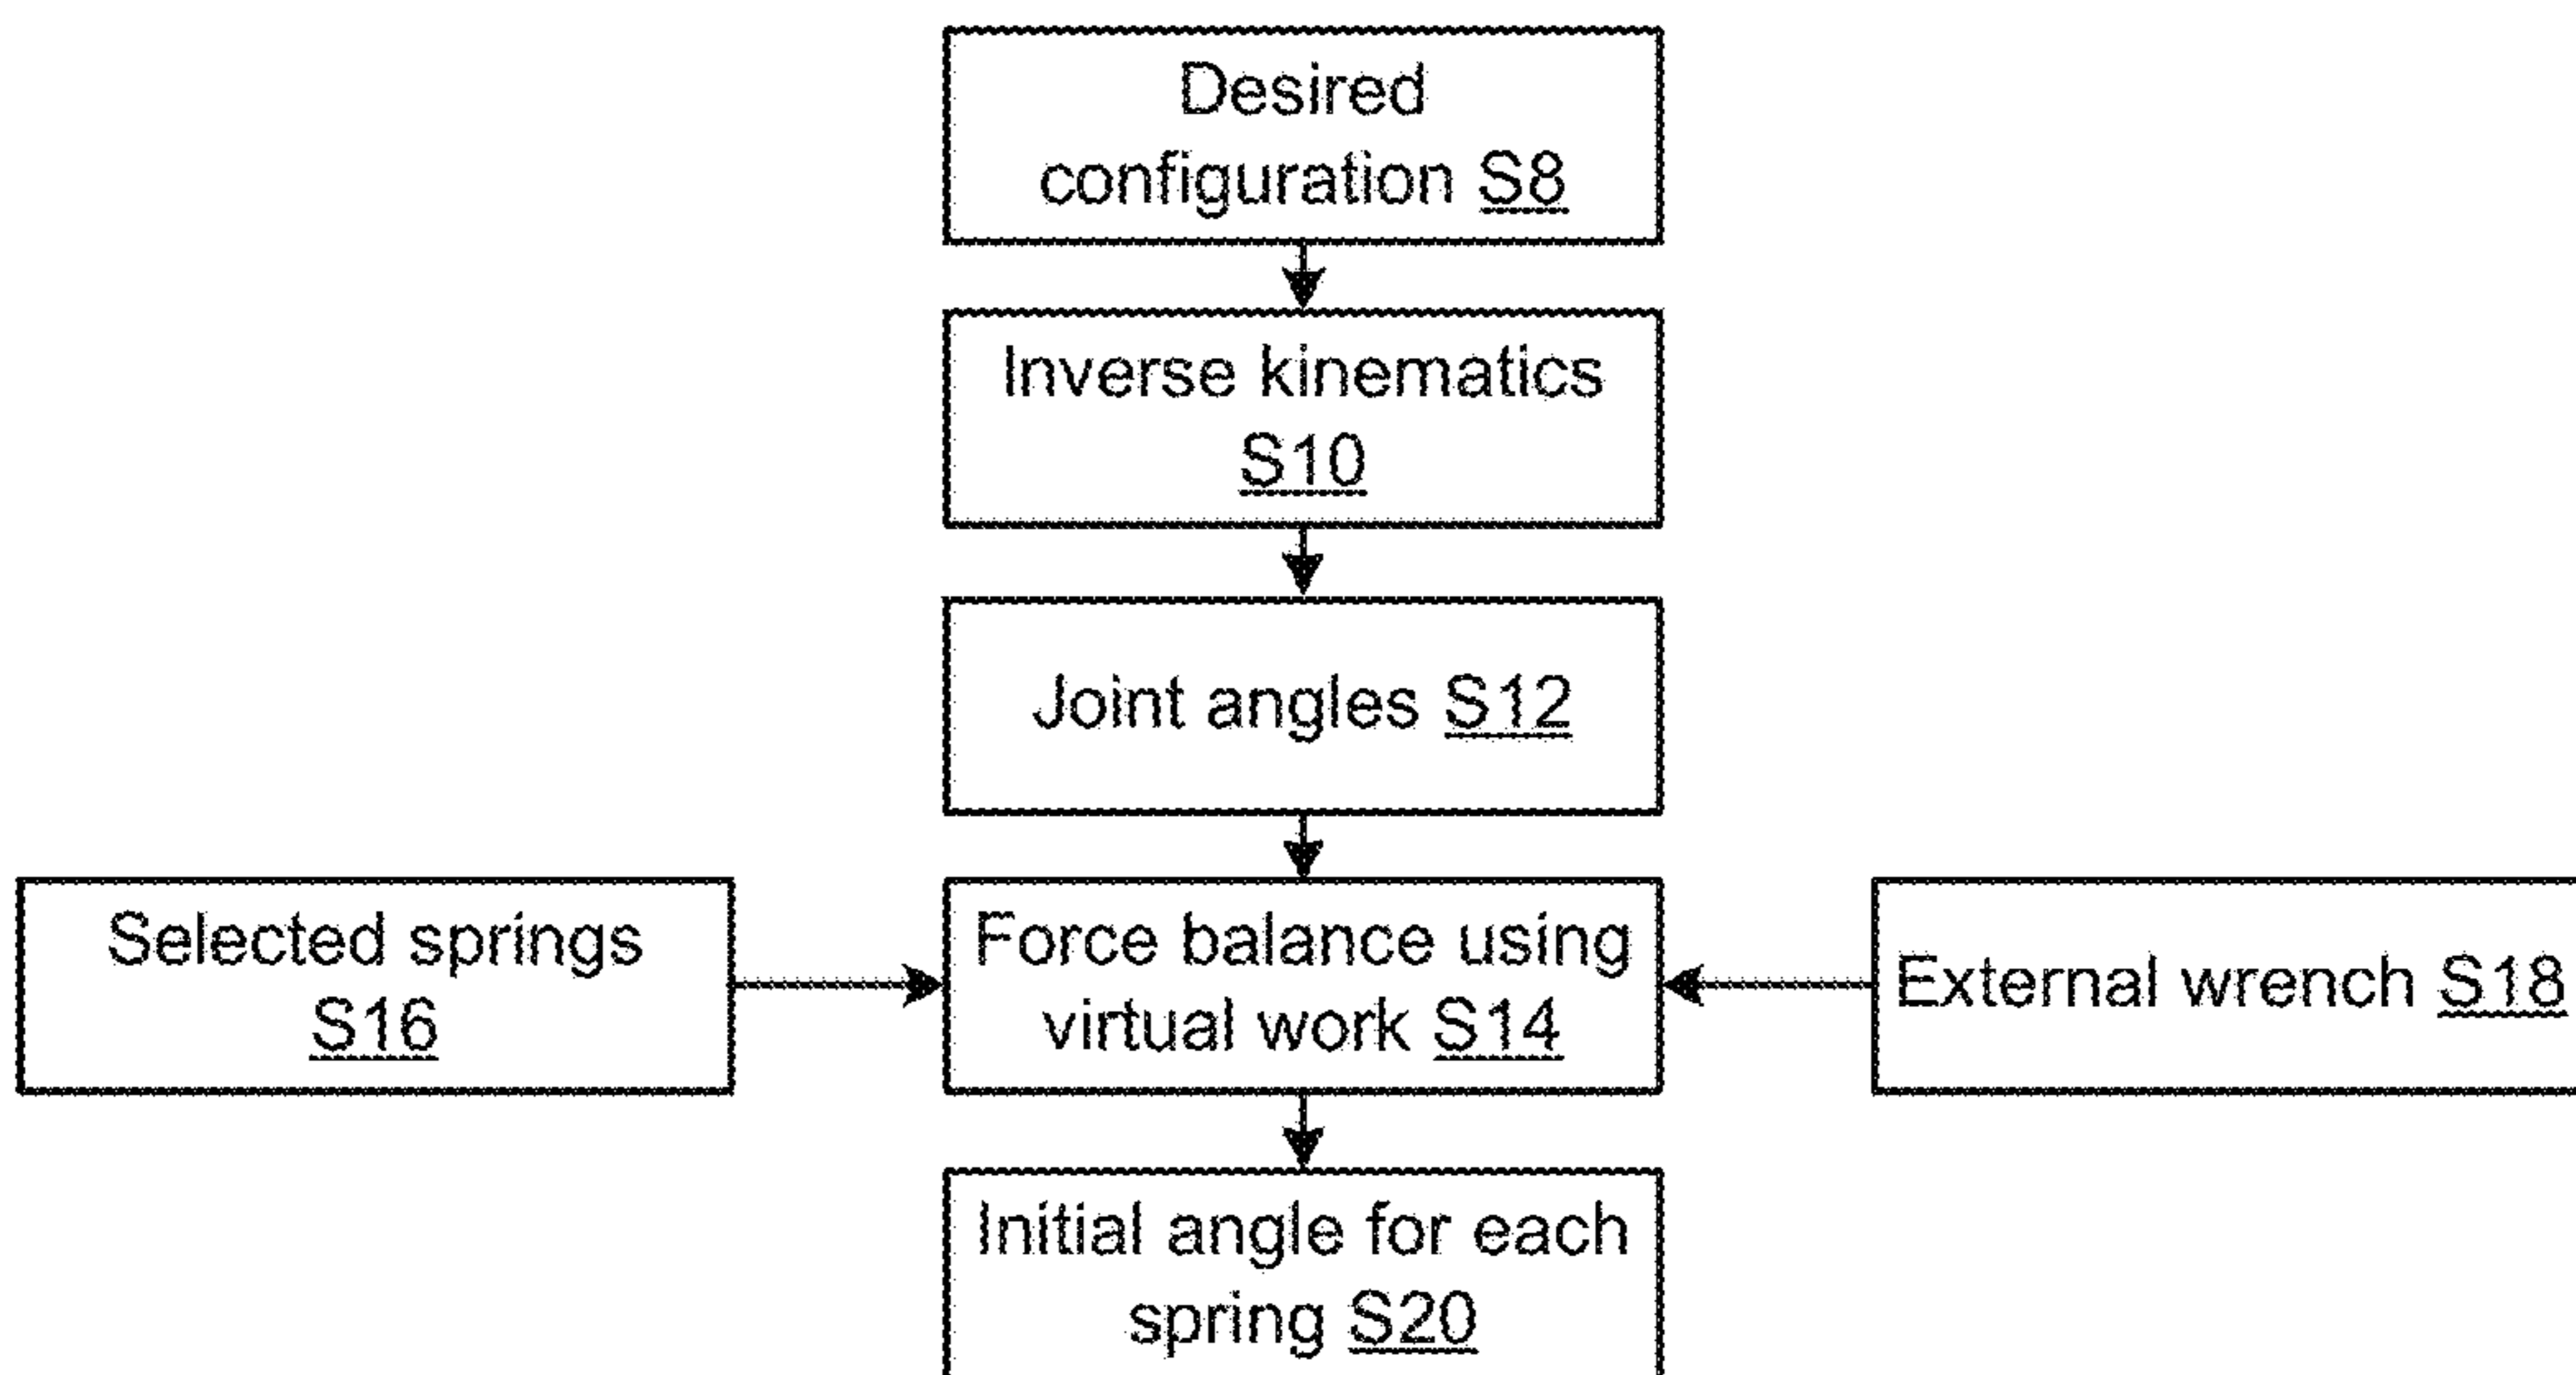 Desired
configuration S8
Inverse kinematics
S10
Joint angles S12
Selected springs
S16
Force balance using
virtual work S14
External wrench S18
Initial angle for each
spring S20